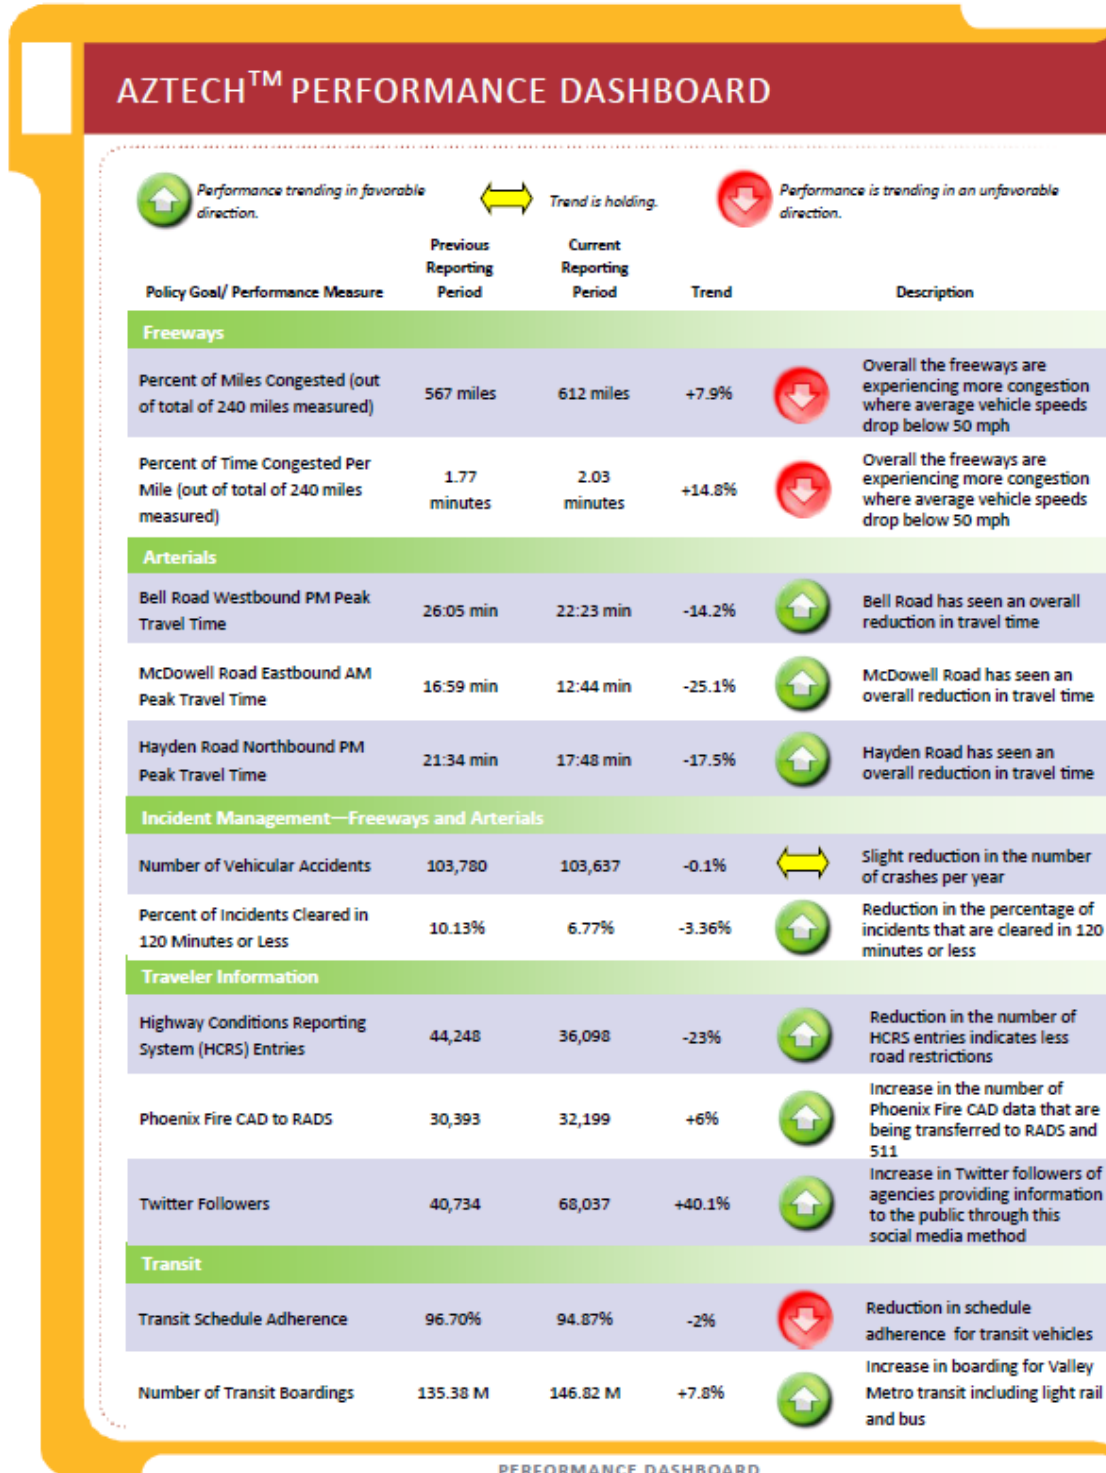 AZTECH™ PERFORMANCE DASHBOARD
Performance trending in favorable
direction.
Trend is holding.
Performance is trending in an unfavorable
direction.
Policy Goal/ Performance Measure
Previous
Reporting
Period
Current
Reporting
Period
Trend
Description
Freeways
Percent of Miles Congested (out
of total of 240 miles measured)
567 miles
612 miles
+7.9%
Overall the freeways are
experiencing more congestion
where average vehicle speeds
drop below 50 mph
Percent of Time Congested Per
Mile (out of total of 240 miles
measured)
1.77
minutes
2.03
minutes
+14.8%
Overall the freeways are
experiencing more congestion
where average vehicle speeds
drop below 50 mph
Arterials
Bell Road Westbound PM Peak
Travel Time
26:05 min
22:23 min
-14.2%
Bell Road has seen an overall
reduction in travel time
McDowell Road Eastbound AM
Peak Travel Time
16:59 min
12:44 min
-25.1%
McDowell Road has seen an
overall reduction in travel time
Hayden Road Northbound PM
Peak Travel Time
21:34 min
17:48 min
-17.5%
Hayden Road has seen an
overall reduction in travel time
Incident Management—Freeways and Arterials
Number of Vehicular Accidents
103,780
103,637
-0.1%
Slight reduction in the number
of crashes per year
Percent of Incidents Cleared in
120 Minutes or Less
10.13%
6.77%
-3.36%
Reduction in the percentage of
incidents that are cleared in 120
minutes or less
Traveler Information
Highway Conditions Reporting
System (HCRS) Entries
44,248
36,098
-23%
Reduction in the number of
HCRS entries indicates less
road restrictions
Phoenix Fire CAD to RADS
30,393
32,199
+6%
Increase in the number of
Phoenix Fire CAD data that are
being transferred to RADS and
511
Twitter Followers
40,734
68,037
+40.1%
Increase in Twitter followers of
agencies providing information
to the public through this
social media method
Transit
Transit Schedule Adherence
96.70%
94.87%
-2%
Reduction in schedule
adherence for transit vehicles
Number of Transit Boardings
135.38 M
146.82 M
+7.8%
Increase in boarding for Valley
Metro transit including light rail
and bus
PERFORMANCE DASHBOARD